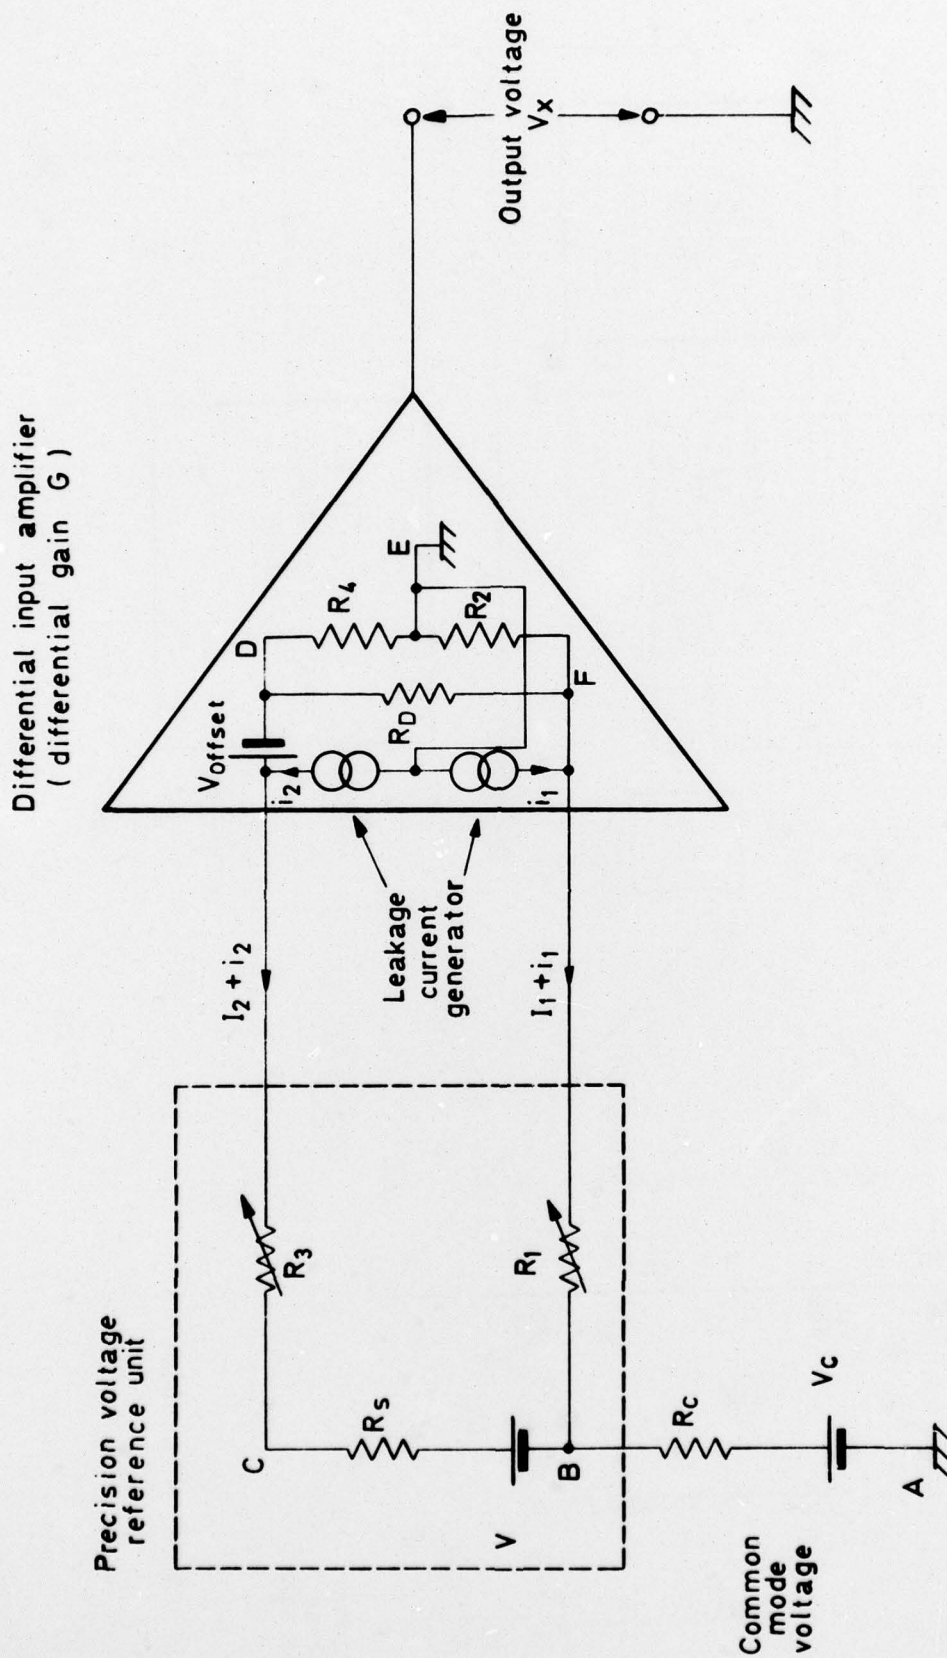 Differential input amplifier
( differential gain G )
Precision voltage
reference unit
C
R3
I2 + i2
Voffset
D
i2
R4
RS
RD
E
Output voltage
VX
Leakage
current
generator
R2
V
B
R1
I1 + i1
i1
F
RC
Common
mode
voltage
VC
A